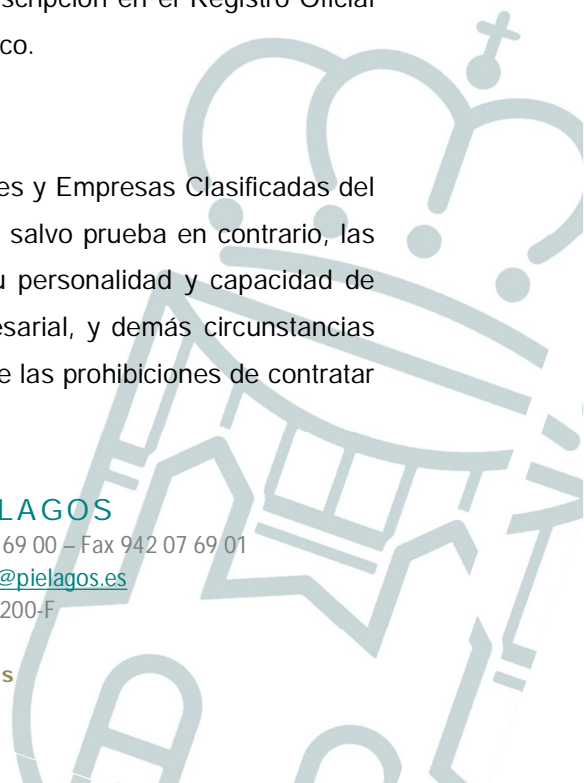 scripción en el Registro Oficial
co.
es y Empresas Clasificadas del
salvo prueba en contrario, las
u personalidad y capacidad de
esarial, y demás circunstancias
e las prohibiciones de contratar
LAGOS
69 00 – Fax 942 07 69 01
@pielagos.es
200-F
s